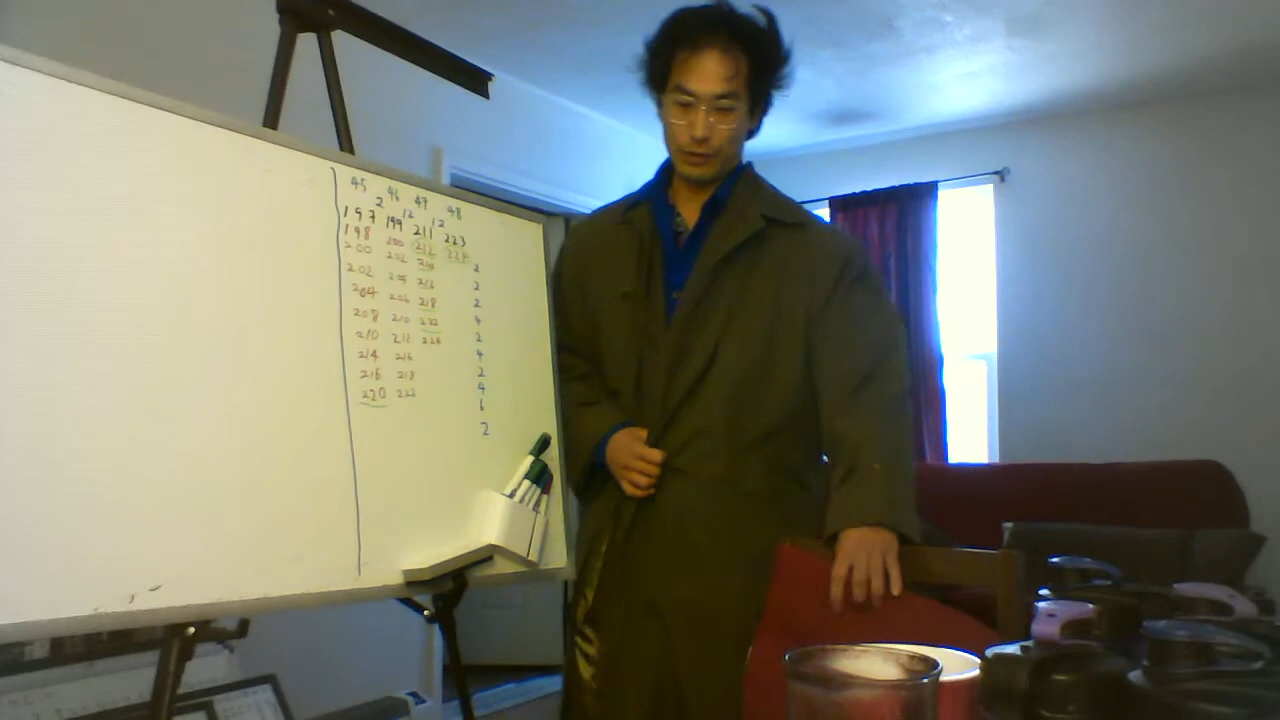 45 46 47 48
2 12 12
197 199 211 223
198 200 212 224
200 202 214 2
202 204 216 2
204 206 218 2
208 210 222 4
210 212 224 2
214 216 4
216 218 2
220 222 4
6
2